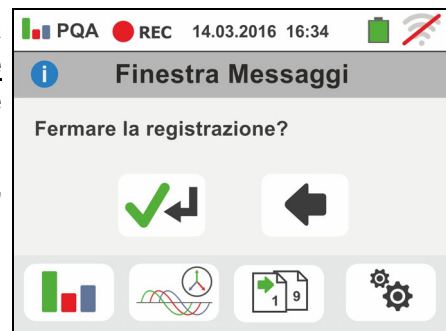 PQA REC 14.03.2016 16:34
Finestra Messaggi
Fermare la registrazione?
1 9